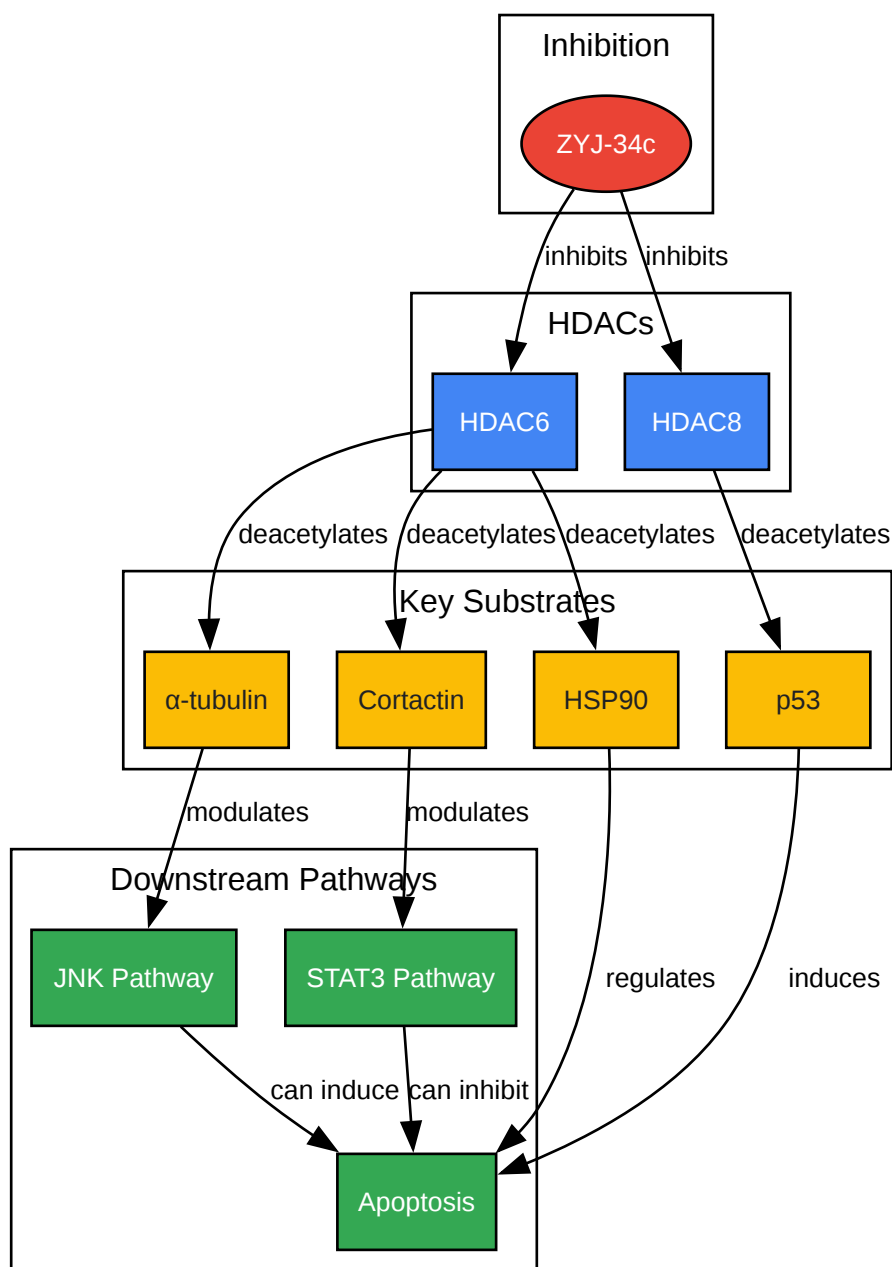 Inhibition
ZYJ-34c
inhibits
inhibits
HDACs
HDAC6
HDAC8
deacetylates
deacetylates
deacetylates
deacetylates
Key Substrates
α-tubulin
Cortactin
HSP90
p53
modulates
modulates
Downstream Pathways
JNK Pathway
STAT3 Pathway
regulates
induces
can induce
can inhibit
Apoptosis